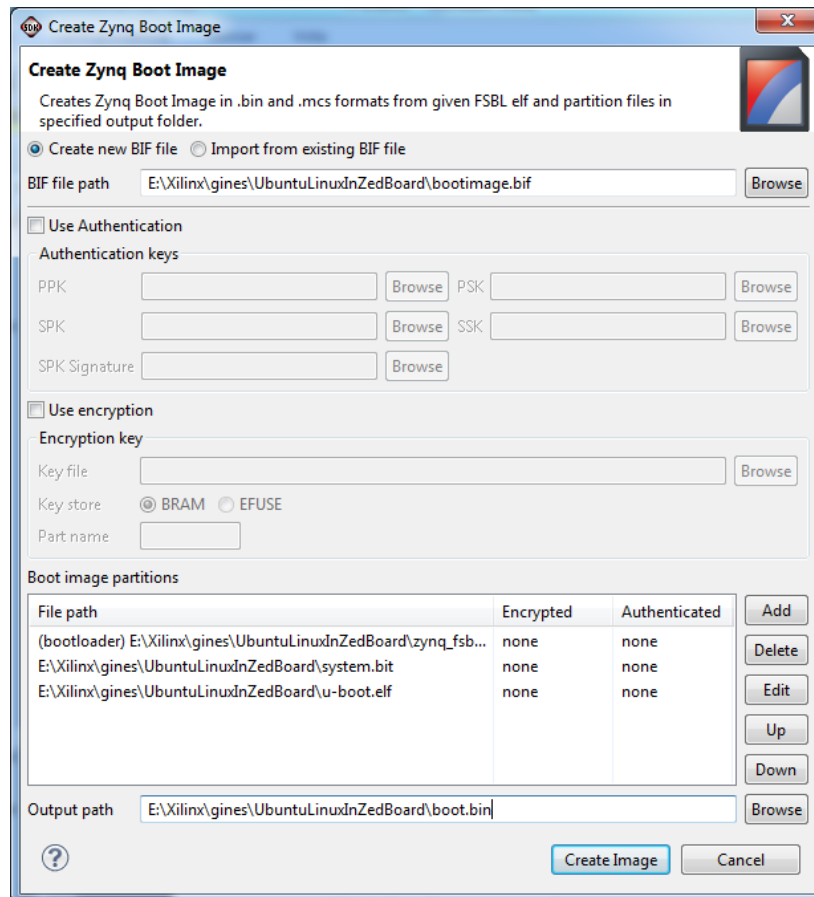 SDK Create Zynq Boot Image
Create Zynq Boot Image
Creates Zynq Boot Image in .bin and .mcs formats from given FSBL elf and partition files in
specified output folder.
Create new BIF file Import from existing BIF file
BIF file path E:\Xilinx\gines\UbuntuLinuxInZedBoard\bootimage.bif Browse
Use Authentication
Authentication keys
PPK Browse PSK Browse
SPK Browse SSK Browse
SPK Signature Browse
Use encryption
Encryption key
Key file Browse
Key store BRAM EFUSE
Part name
Boot image partitions
File path Encrypted Authenticated Add
(bootloader) E:\Xilinx\gines\UbuntuLinuxInZedBoard\zynq_fsb... none none
Delete
E:\Xilinx\gines\UbuntuLinuxInZedBoard\system.bit none none
E:\Xilinx\gines\UbuntuLinuxInZedBoard\u-boot.elf none none Edit
Up
Down
Output path E:\Xilinx\gines\UbuntuLinuxInZedBoard\boot.bin Browse
? Create Image Cancel